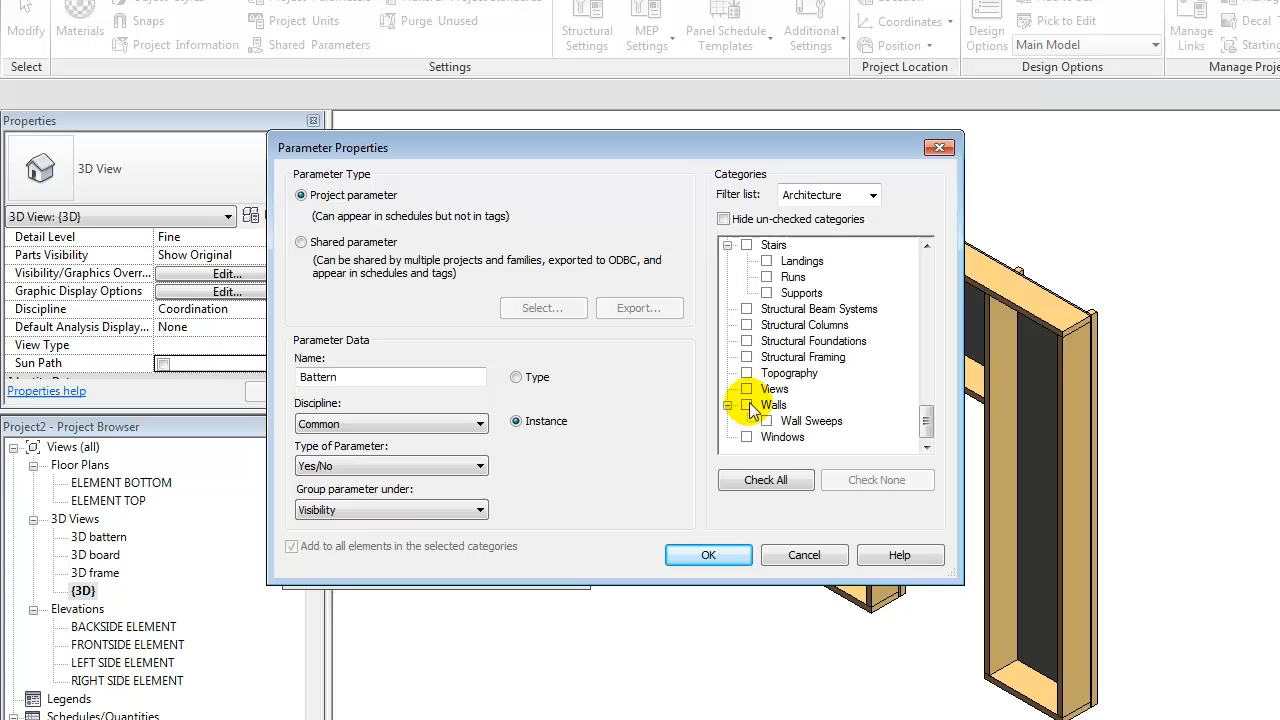 Modify
Materials
Snaps
Project Information
Project Units
Shared Parameters
Purge Unused
Structural Settings
MEP Settings
Panel Schedule Templates
Additional Settings
Location
Coordinates
Position
Design Options
Pick to Edit
Main Model
Manage Links
Decal
Starting
Select
Settings
Project Location
Design Options
Manage Proje
Properties
3D View
3D View: {3D}
Detail Level Fine
Parts Visibility Show Original
Visibility/Graphics Overr... Edit...
Graphic Display Options Edit...
Discipline Coordination
Default Analysis Display... None
View Type
Sun Path
Properties help
Project2 - Project Browser
Views (all)
Floor Plans
ELEMENT BOTTOM
ELEMENT TOP
3D Views
3D battern
3D board
3D frame
{3D}
Elevations
BACKSIDE ELEMENT
FRONTSIDE ELEMENT
LEFT SIDE ELEMENT
RIGHT SIDE ELEMENT
Legends
Schedules/Quantities
Parameter Properties
Parameter Type
Project parameter
(Can appear in schedules but not in tags)
Shared parameter
(Can be shared by multiple projects and families, exported to ODBC, and
appear in schedules and tags)
Select...
Export...
Parameter Data
Name:
Battern
Type
Discipline:
Common
Instance
Type of Parameter:
Yes/No
Group parameter under:
Visibility
Add to all elements in the selected categories
Categories
Filter list: Architecture
Hide un-checked categories
Stairs
Landings
Runs
Supports
Structural Beam Systems
Structural Columns
Structural Foundations
Structural Framing
Topography
Views
Walls
Wall Sweeps
Windows
Check All
Check None
OK
Cancel
Help